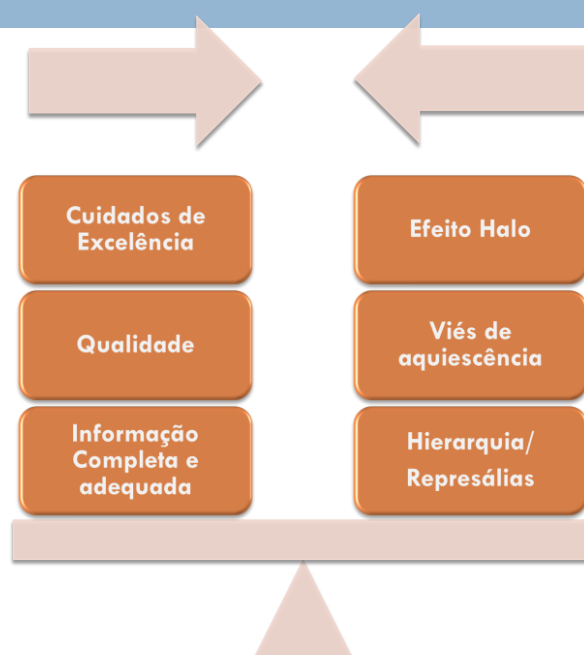 Cuidados de
Excelência
Qualidade
Informação
Completa e
adequada
Efeito Halo
Viés de
aquiescência
Hierarquia/
Represálias